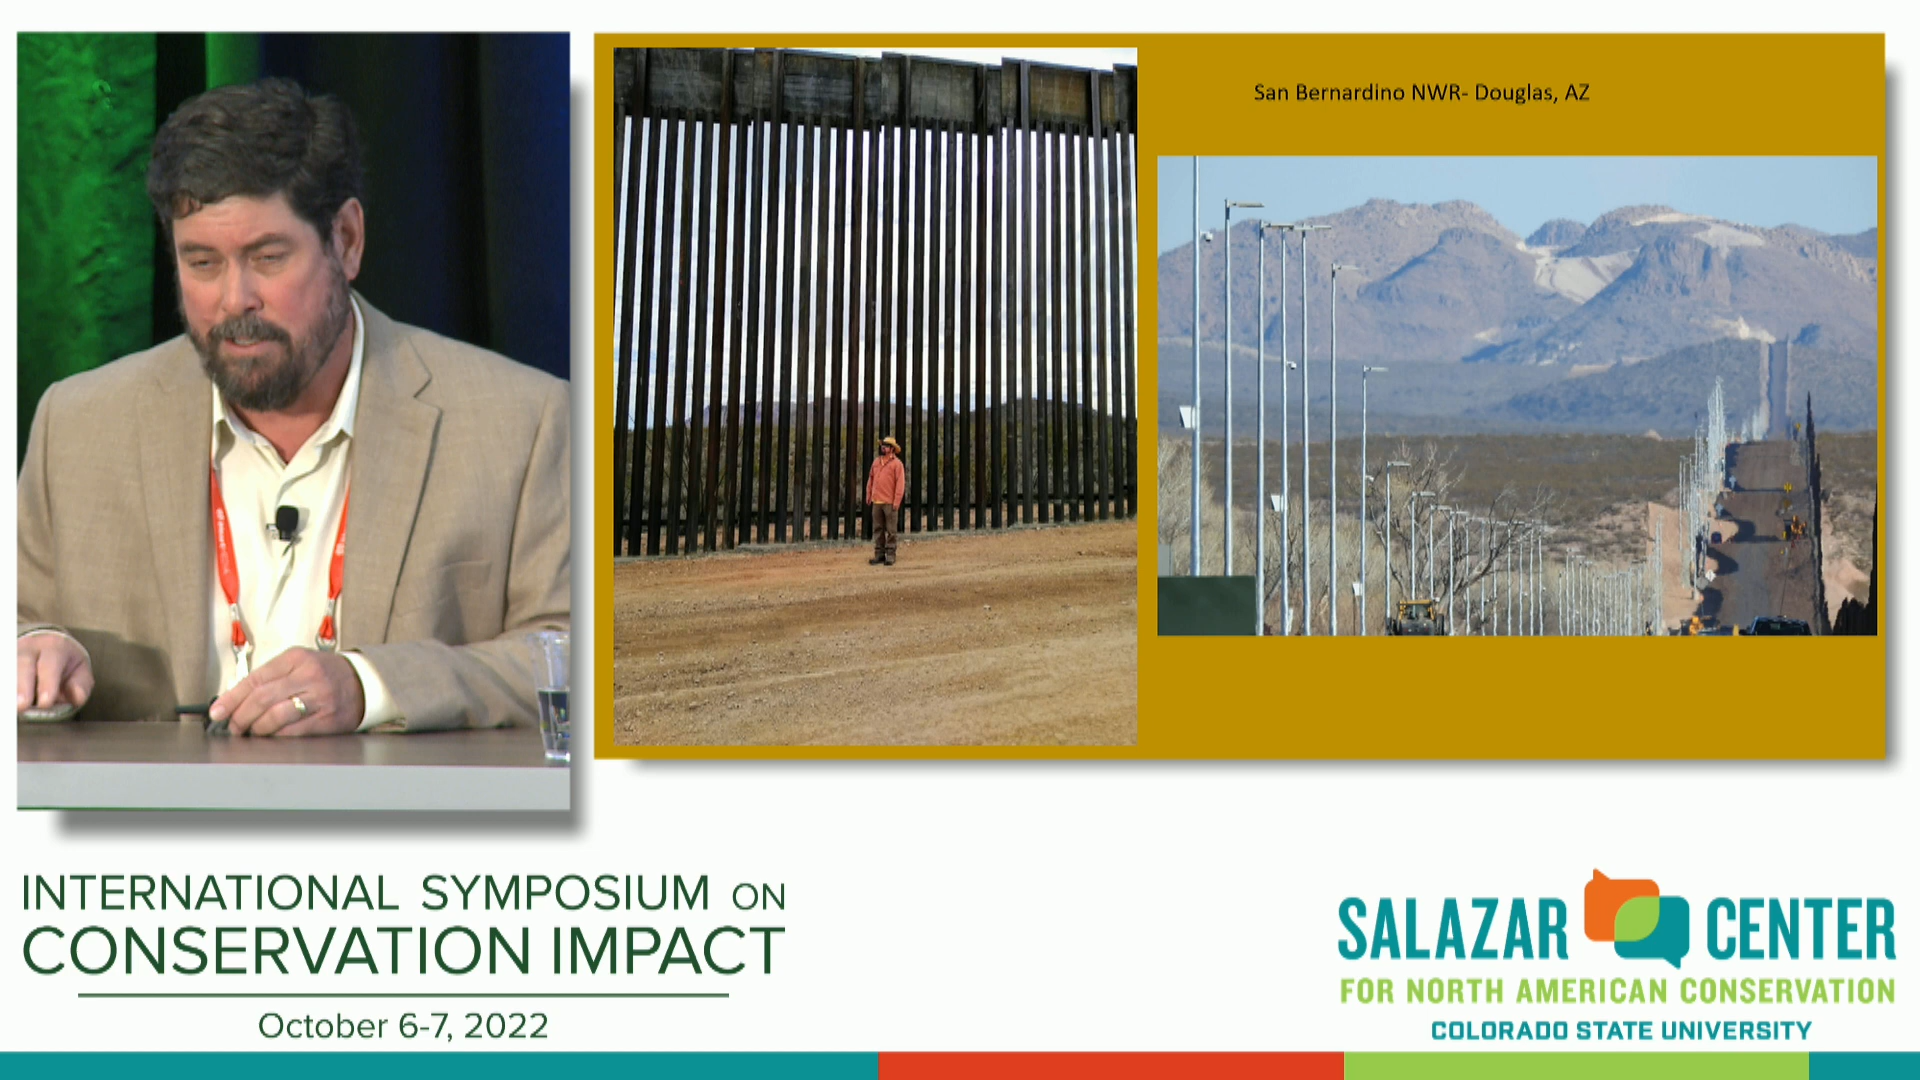 San Bernardino NWR- Douglas, AZ
INTERNATIONAL SYMPOSIUM ON
CONSERVATION IMPACT
October 6-7, 2022
SALAZAR CENTER
FOR NORTH AMERICAN CONSERVATION
COLORADO STATE UNIVERSITY